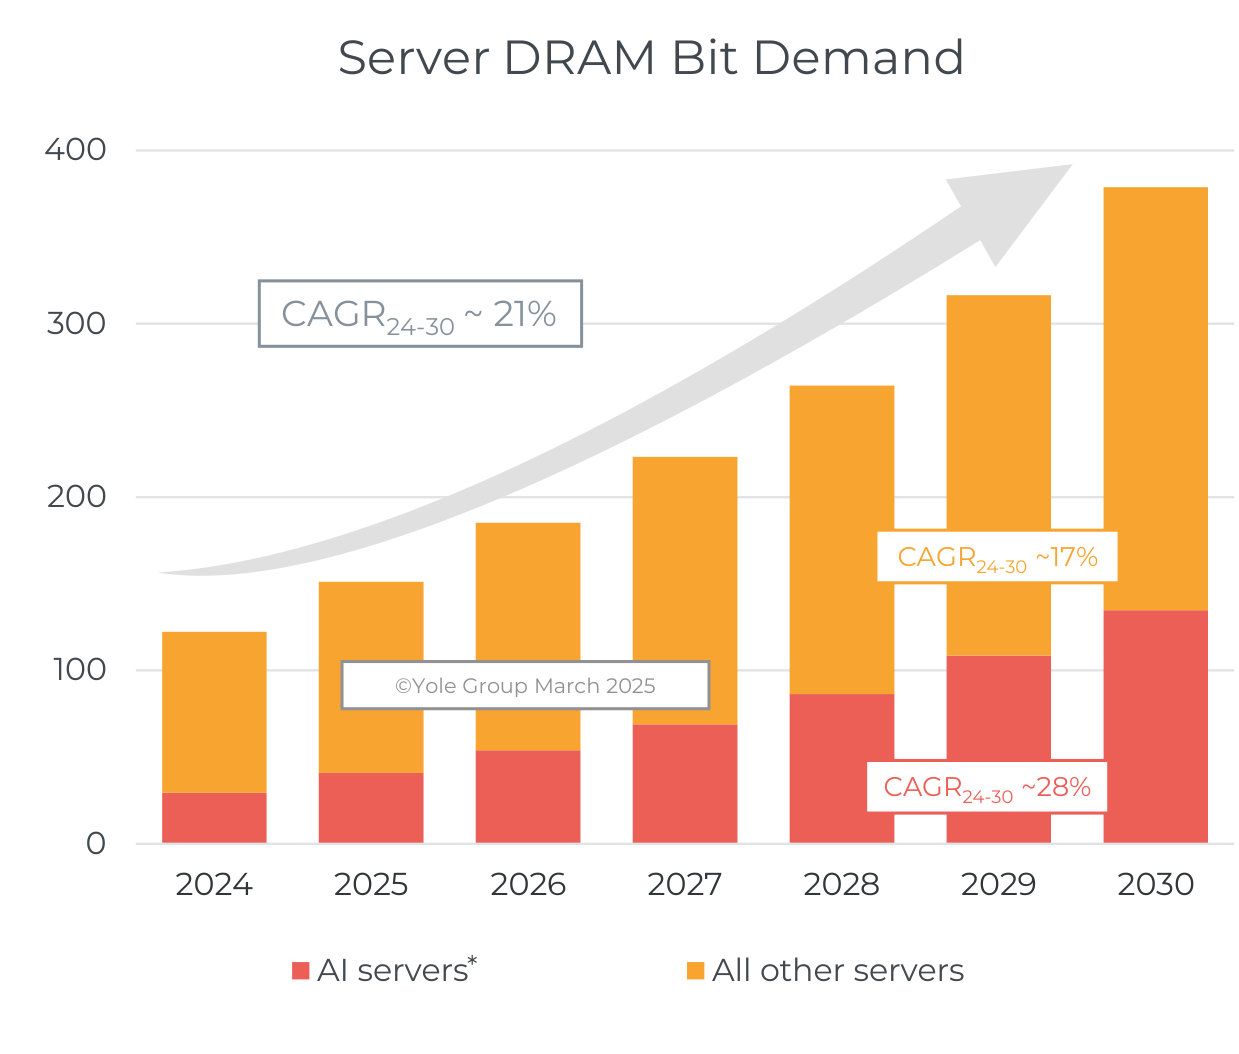 Server DRAM Bit Demand
400
300
200
100
0
CAGR24-30 ~ 21%
CAGR24-30 ~17%
©Yole Group March 2025
CAGR24-30 ~28%
2024 2025 2026 2027 2028 2029 2030
AI servers* All other servers